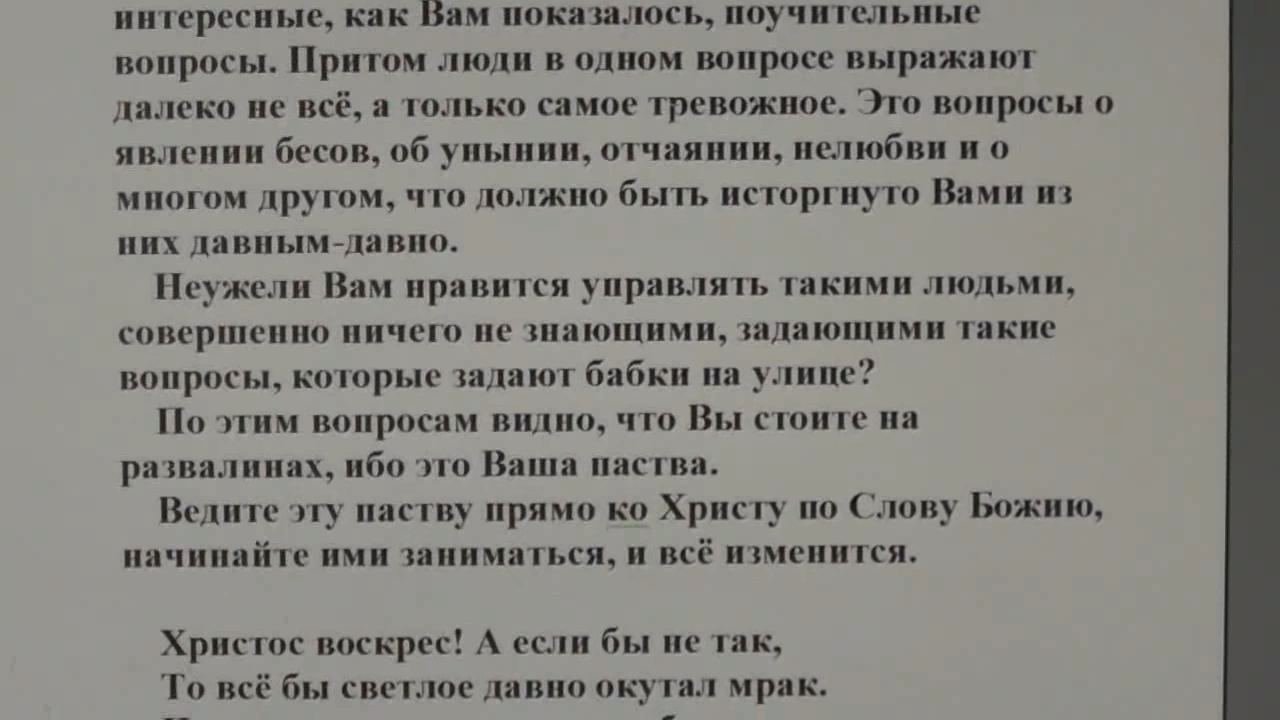 интересные, как Вам показалось, поучительные
вопросы. Притом люди в одном вопросе выражают
далеко не всё, а только самое тревожное. Это вопросы о
явлении бесов, об унынии, отчаянии, нелюбви и о
многом другом, что должно быть исторгнуто Вами из
них давным-давно.
Неужели Вам нравится управлять такими людьми,
совершенно ничего не знающими, задающими такие
вопросы, которые задают бабки на улице?
По этим вопросам видно, что Вы стоите на
развалинах, ибо это Ваша паства.
Ведите эту паству прямо ко Христу по Слову Божию,
начинайте ими заниматься, и всё изменится.
Христос воскрес! А если бы не так,
То всё бы светлое давно окутал мрак.